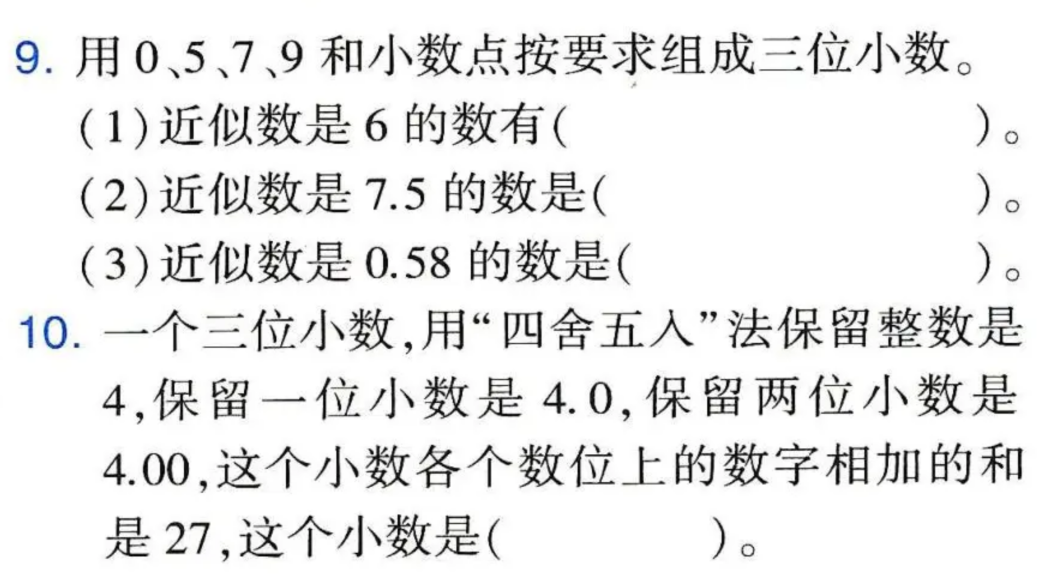 9. 用0、5、7、9和小数点按要求组成三位小数。
(1)近似数是6的数有(                )。
(2)近似数是7.5的数是(                )。
(3)近似数是0.58的数是(                )。
10. 一个三位小数,用“四舍五入”法保留整数是
4,保留一位小数是4.0,保留两位小数是
4.00,这个小数各个数位上的数字相加的和
是27,这个小数是(          )。